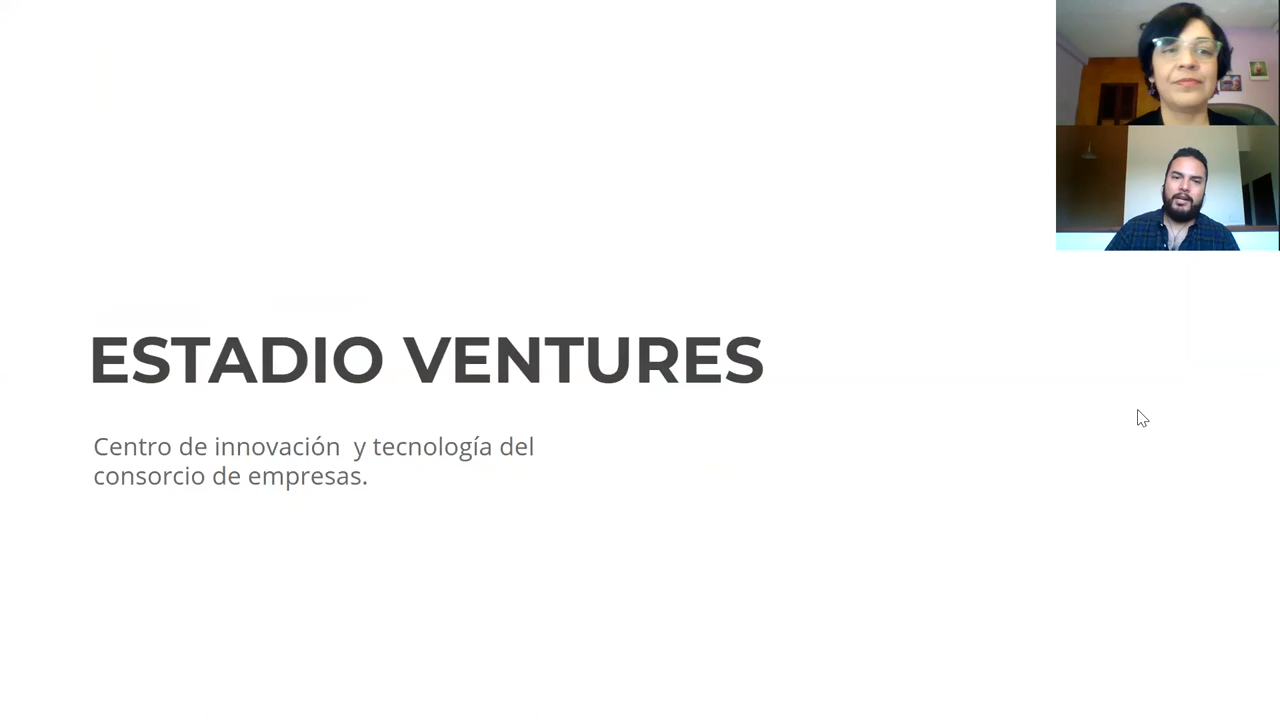 ESTADIO VENTURES
Centro de innovación  y tecnología del
consorcio de empresas.